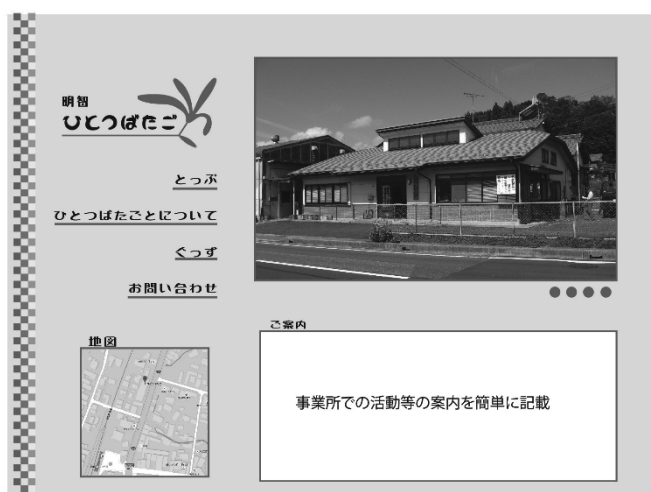 明智
ひとつばたご
とっぷ
ひとつばたごとについて
ぐっず
お問い合わせ
地図
ご案内
事業所での活動等の案内を簡単に記載